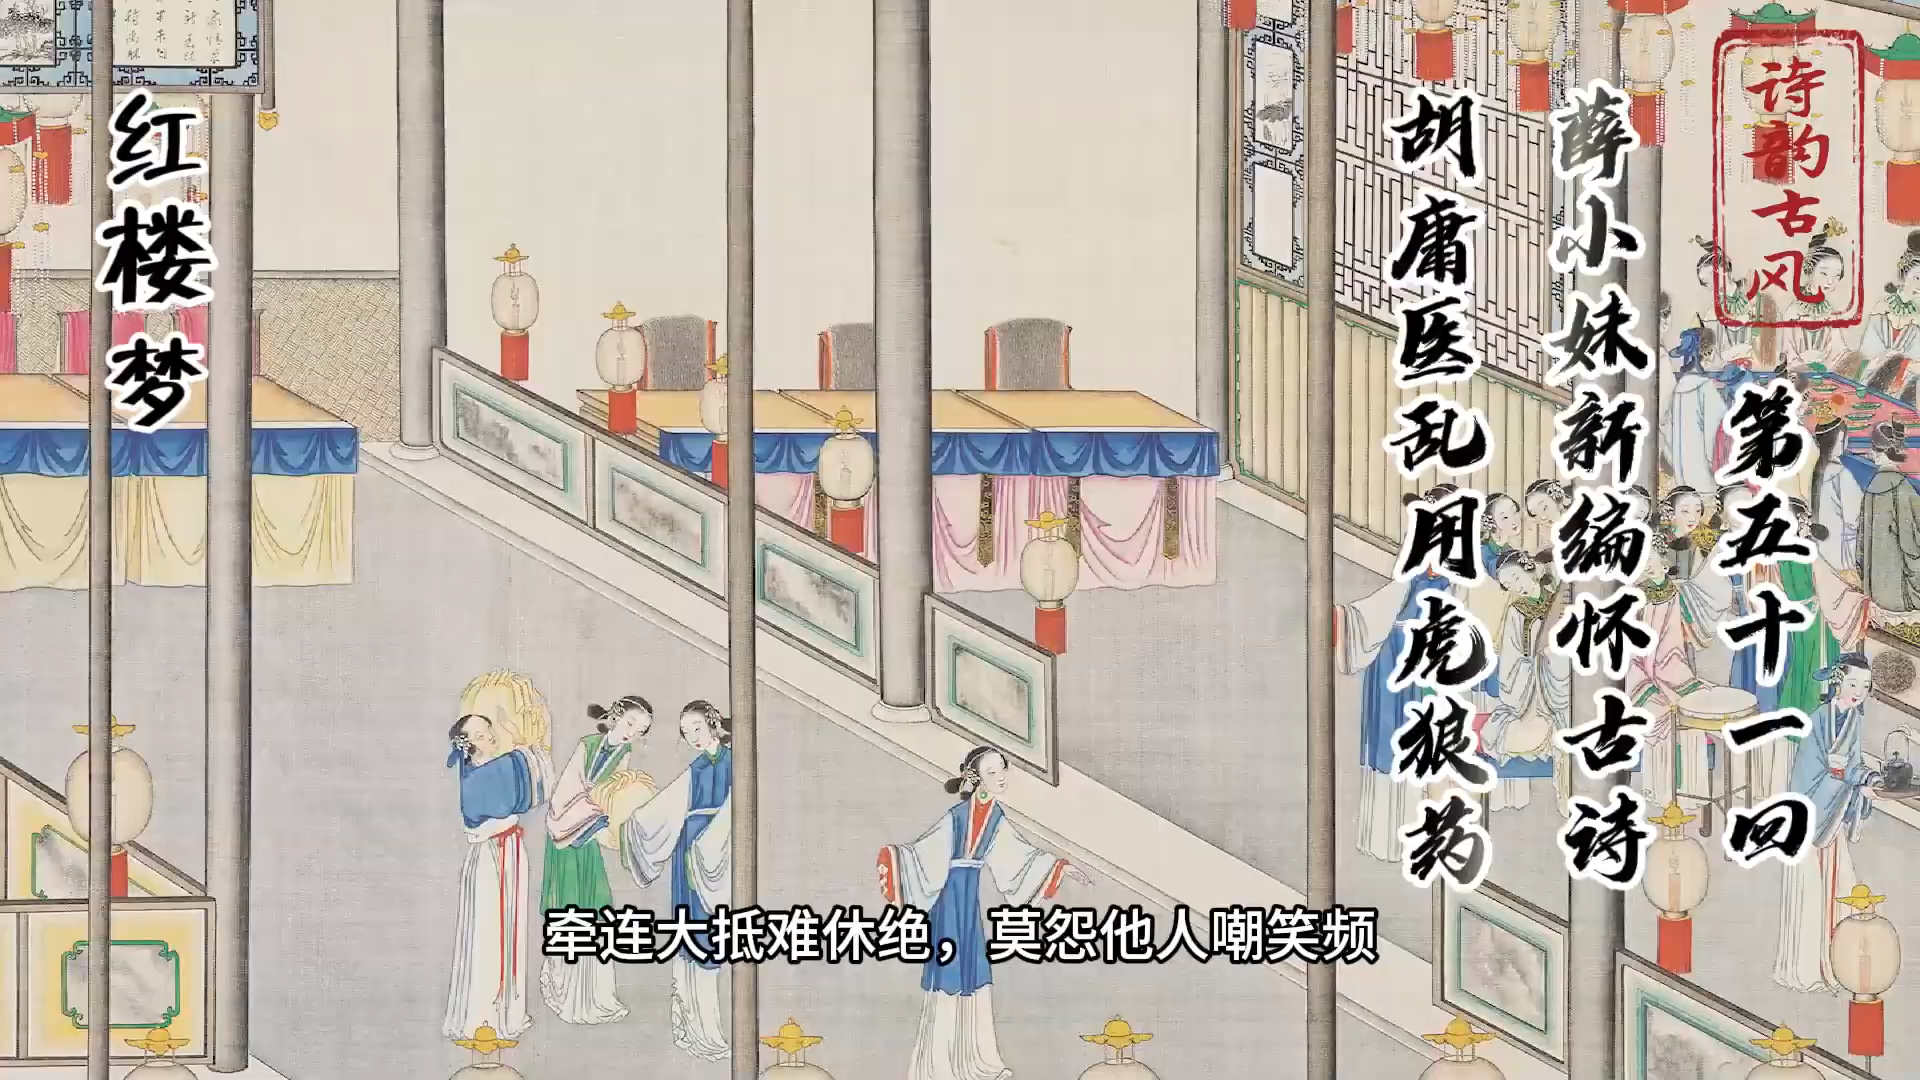 诗韵古风
第五十一回
薛小妹新编怀古诗
胡庸医乱用虎狼药
红楼梦
牵连大抵难休绝，莫怨他人嘲笑频